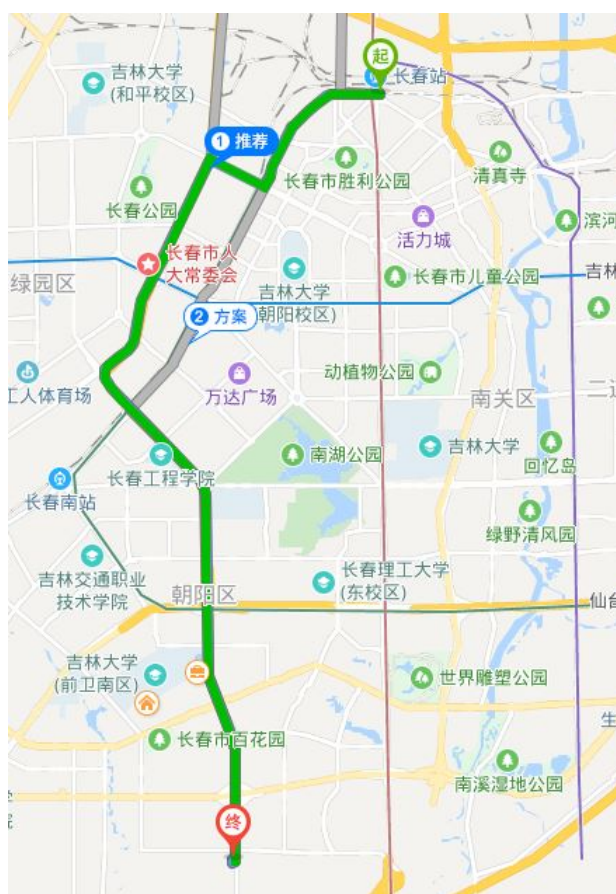 起
长春站
吉林大学
(和平校区)
1 推荐
长春市胜利公园
清真寺
长春公园
活力城
滨河
长春市人
大常委会
绿园区
吉林大学
朝阳校区)
长春市儿童公园
吉林
2 方案
工人体育场
万达广场
动植物公园
南关区
二道
长春工程学院
南湖公园
吉林大学
回忆岛
长春南站
绿野清风园
吉林交通职业
技术学院
朝阳区
长春理工大学
(东校区)
仙台
吉林大学
(前卫南区)
世界雕塑公园
生
长春市百花园
南溪湿地公园
学
院
终